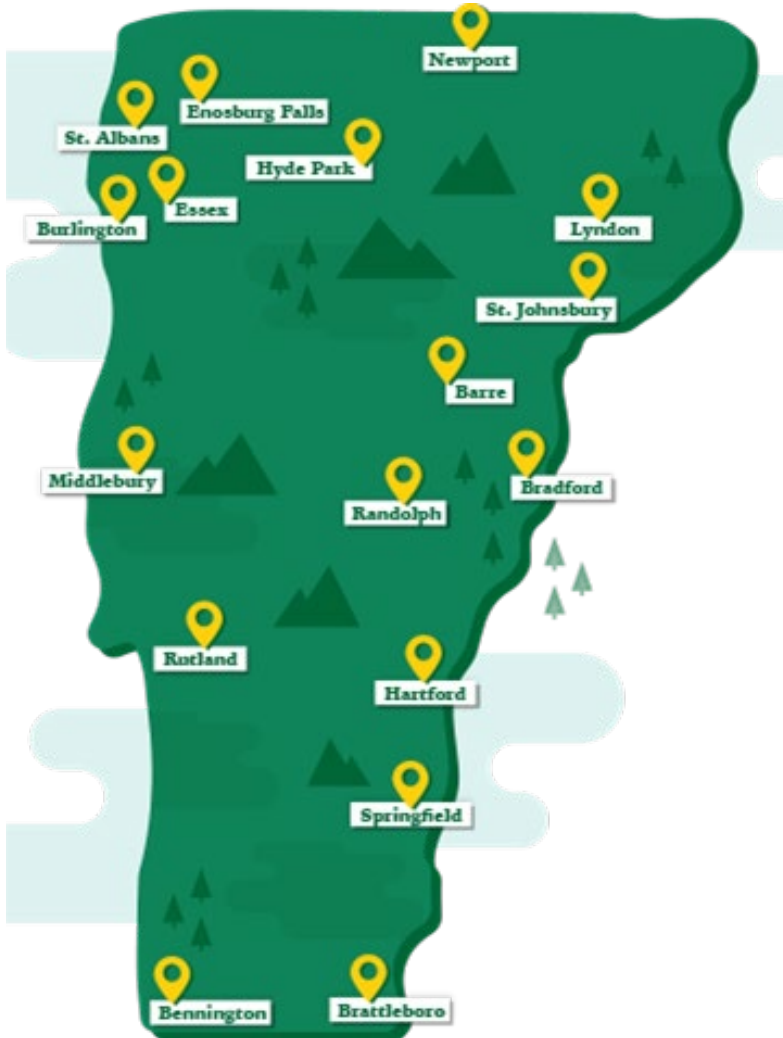 Newport
Enosburg Falls
St. Albans
Hyde Park
Essex
Burlington
Lyndon
St. Johnsbury
Barre
Middlebury
Bradford
Randolph
Rutland
Hartford
Springfield
Bennington
Brattleboro